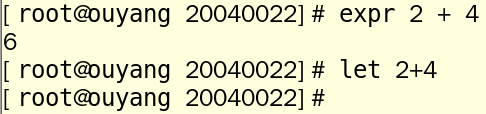 [ root@ouyang 20040022] # expr 2 + 4
6
[ root@ouyang 20040022] # let 2+4
[ root@ouyang 20040022] #